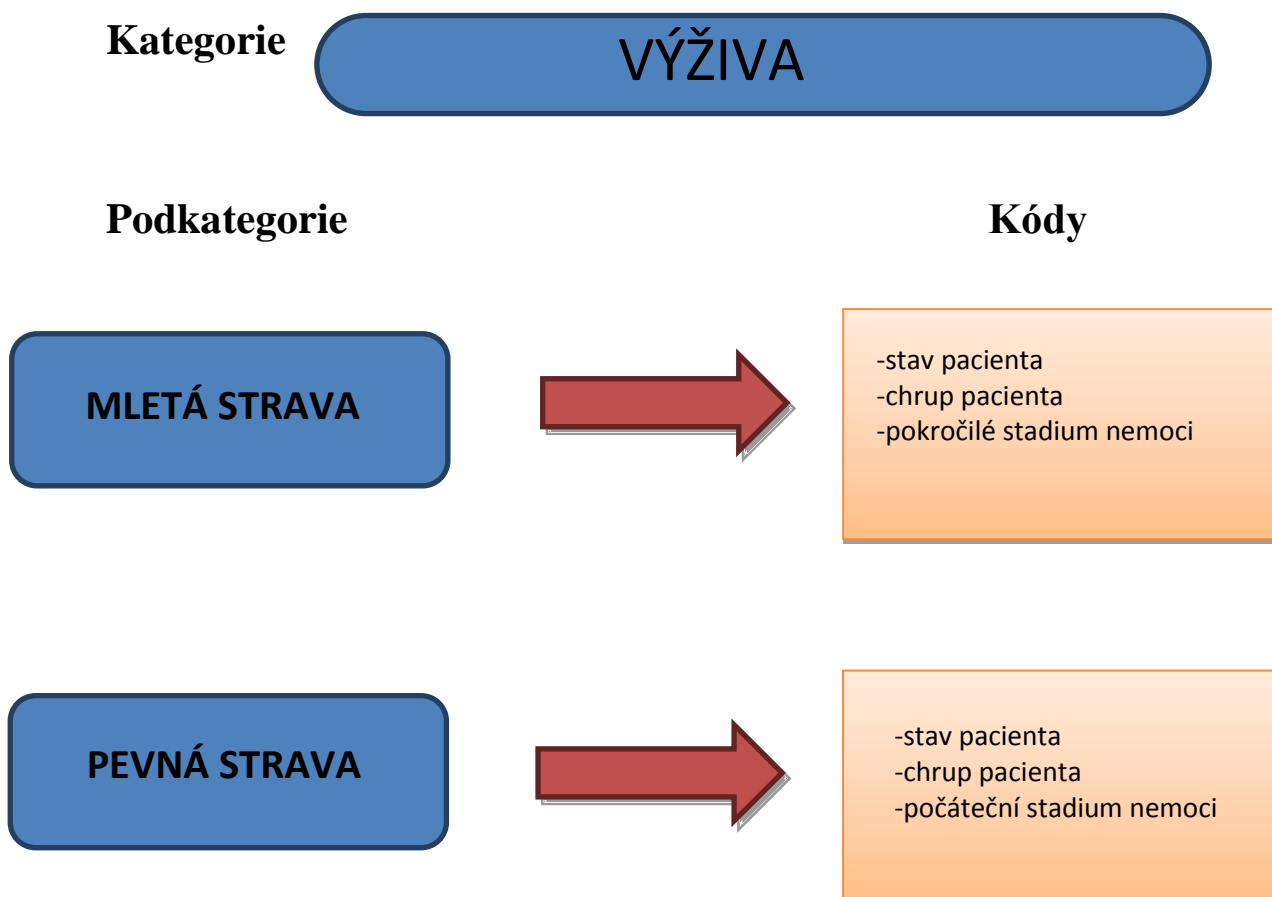 Kategorie
VÝŽIVA
Podkategorie
Kódy
MLETÁ STRAVA
-stav pacienta
-chrup pacienta
-pokročilé stadium nemoci
PEVNÁ STRAVA
-stav pacienta
-chrup pacienta
-počáteční stadium nemoci